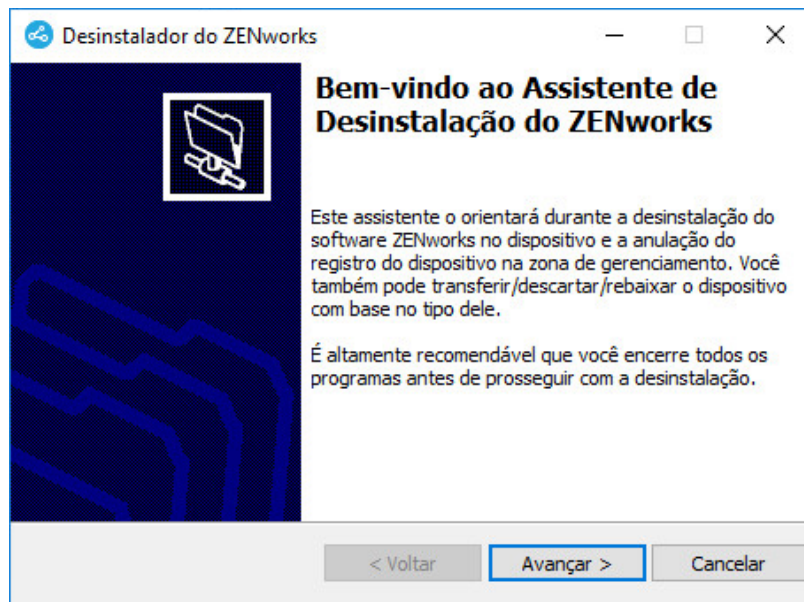 Desinstalador do ZENworks
Bem-vindo ao Assistente de
Desinstalação do ZENworks
Este assistente o orientará durante a desinstalação do
software ZENworks no dispositivo e a anulação do
registro do dispositivo na zona de gerenciamento. Você
também pode transferir/descartar/rebaixar o dispositivo
com base no tipo dele.
É altamente recomendável que você encerre todos os
programas antes de prosseguir com a desinstalação.
< Voltar Avançar > Cancelar